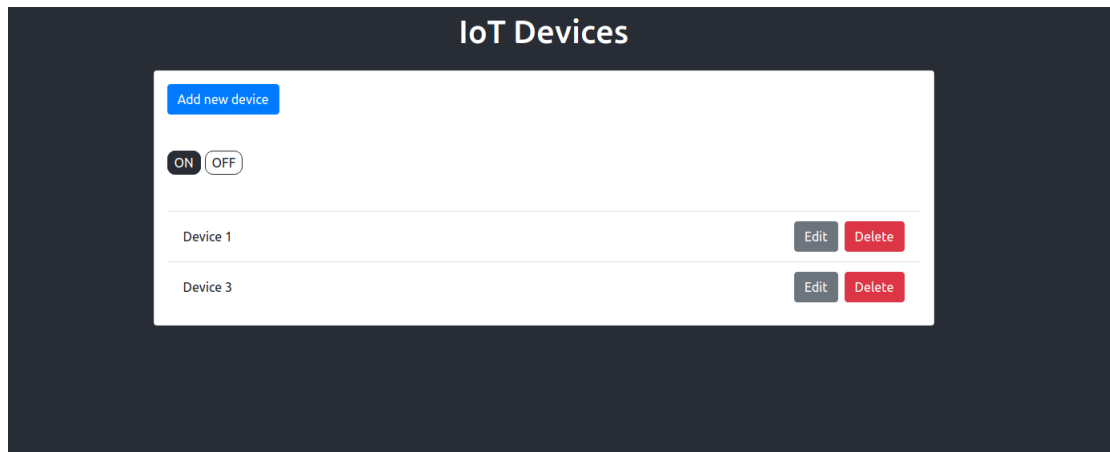 IoT Devices
Add new device
ON OFF
Device 1 Edit Delete
Device 3 Edit Delete